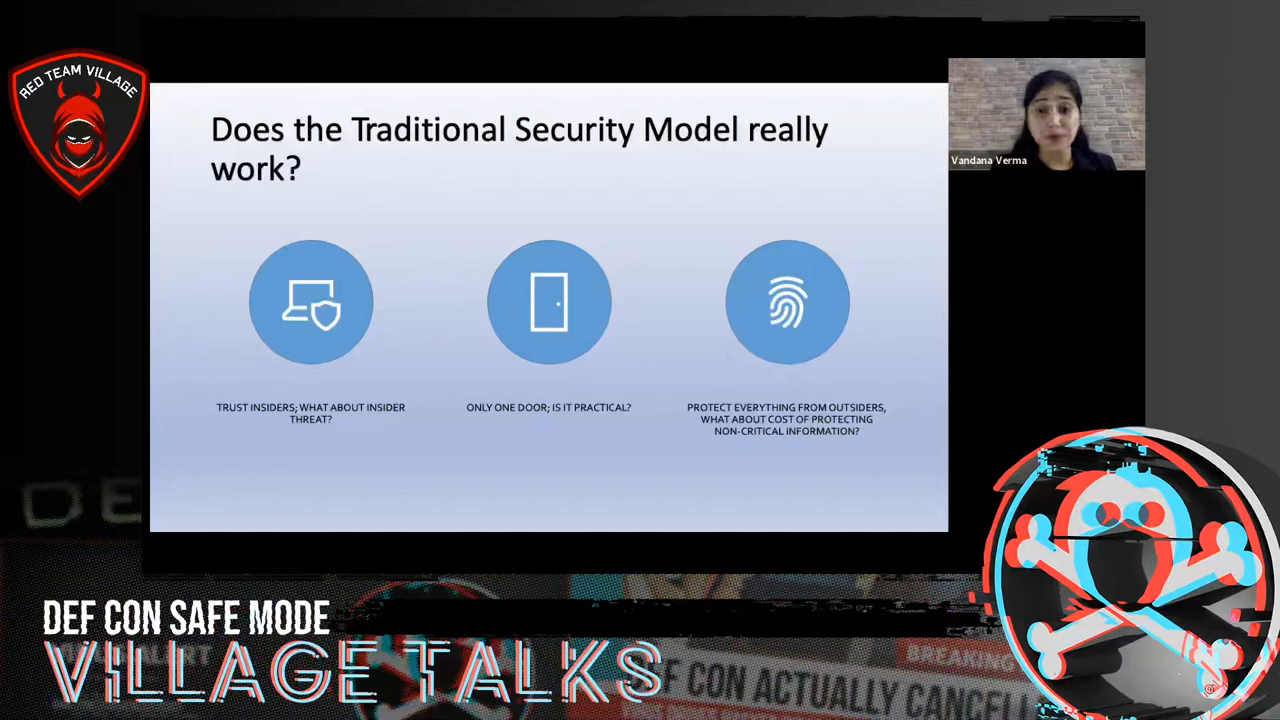 RED TEAM VILLAGE
Does the Traditional Security Model really
work?
Vandana Verma
TRUST INSIDERS; WHAT ABOUT INSIDER
THREAT?
ONLY ONE DOOR; IS IT PRACTICAL?
PROTECT EVERYTHING FROM OUTSIDERS,
WHAT ABOUT COST OF PROTECTING
NON-CRITICAL INFORMATION?
DEF CON SAFE MODE
VILLAGE TALKS
BREAKING
DEF CON ACTUALLY